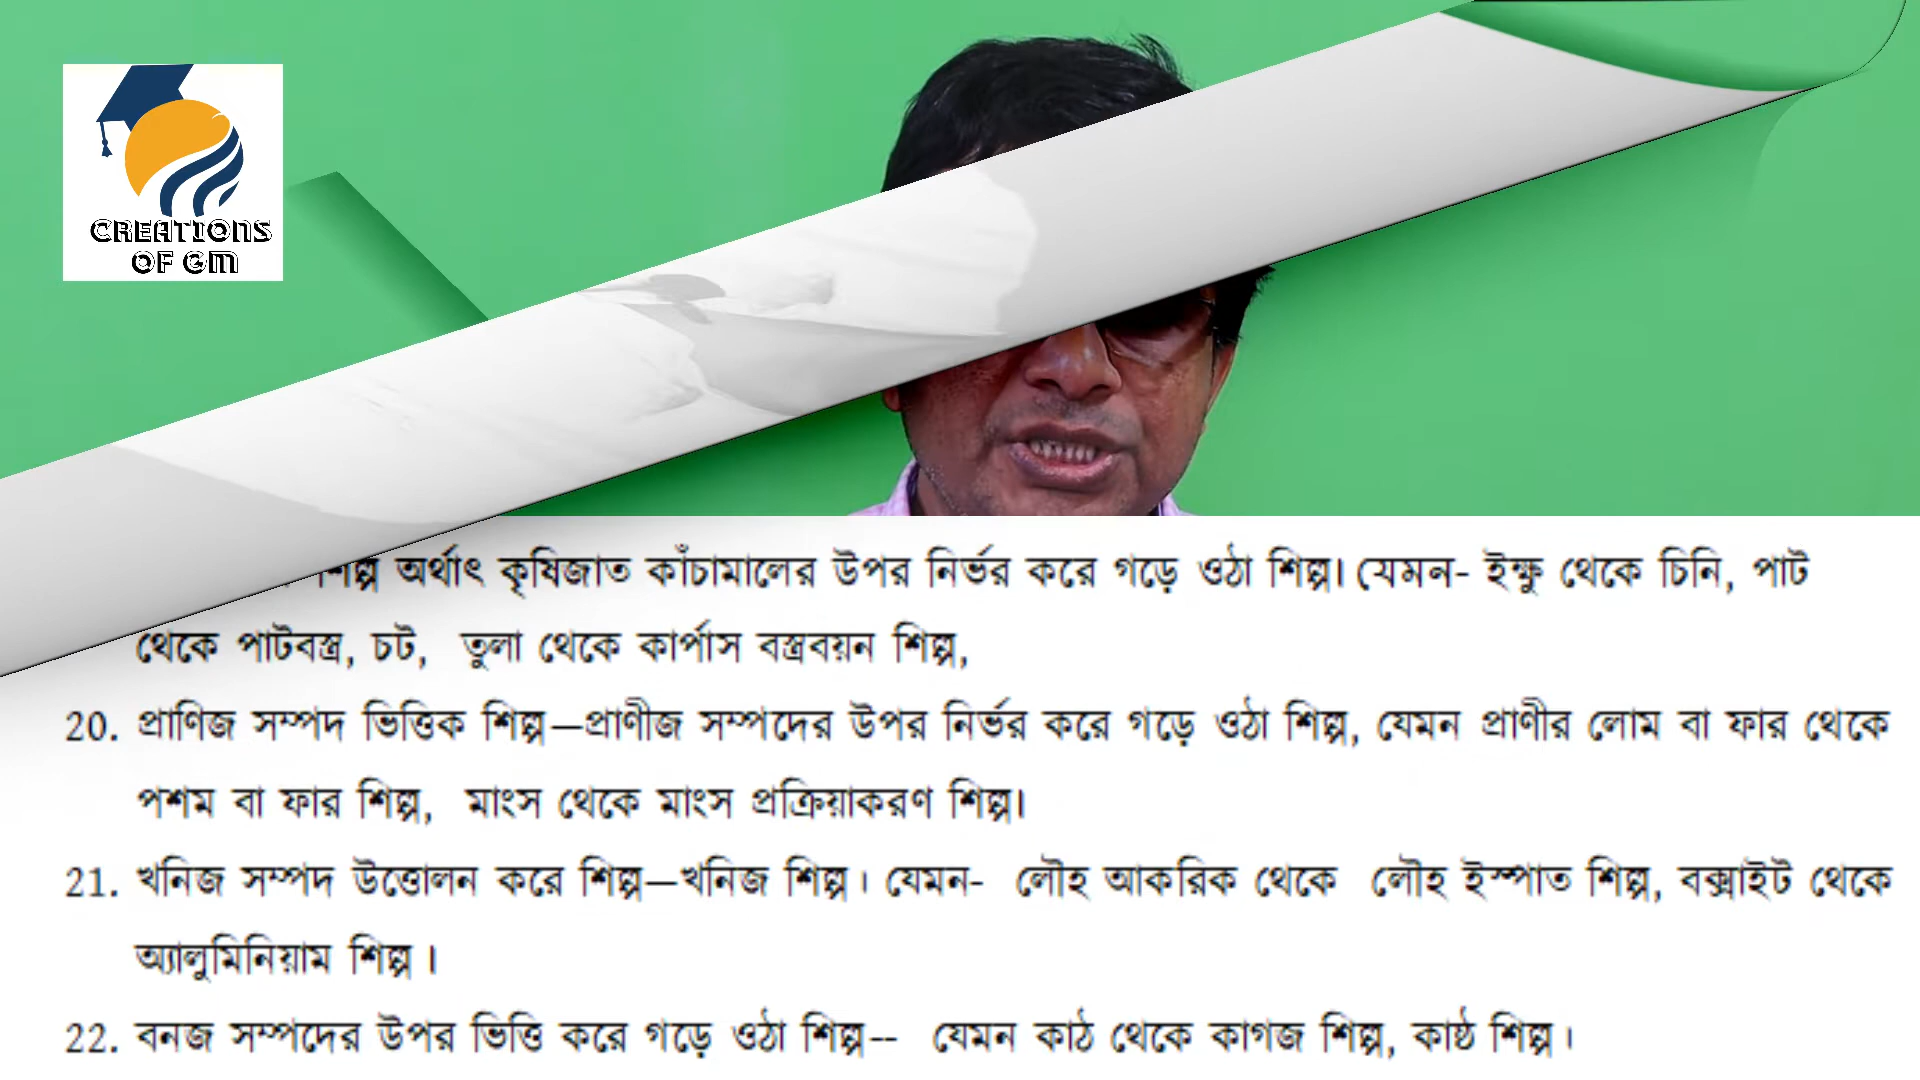 CREATIONS
OF GM
শিল্প অর্থাৎ কৃষিজাত কাঁচামালের উপর নির্ভর করে গড়ে ওঠা শিল্প। যেমন- ইক্ষু থেকে চিনি, পাট
থেকে পাটবস্ত্র, চট, তুলা থেকে কার্পাস বস্ত্রবয়ন শিল্প,
20. প্রাণিজ সম্পদ ভিত্তিক শিল্প—প্রাণীজ সম্পদের উপর নির্ভর করে গড়ে ওঠা শিল্প, যেমন প্রাণীর লোম বা ফার থেকে
পশম বা ফার শিল্প, মাংস থেকে মাংস প্রক্রিয়াকরণ শিল্প।
21. খনিজ সম্পদ উত্তোলন করে শিল্প—খনিজ শিল্প। যেমন- লৌহ আকরিক থেকে লৌহ ইস্পাত শিল্প, বক্সাইট থেকে
অ্যালুমিনিয়াম শিল্প।
22. বনজ সম্পদের উপর ভিত্তি করে গড়ে ওঠা শিল্প-- যেমন কাঠ থেকে কাগজ শিল্প, কাষ্ঠ শিল্প।